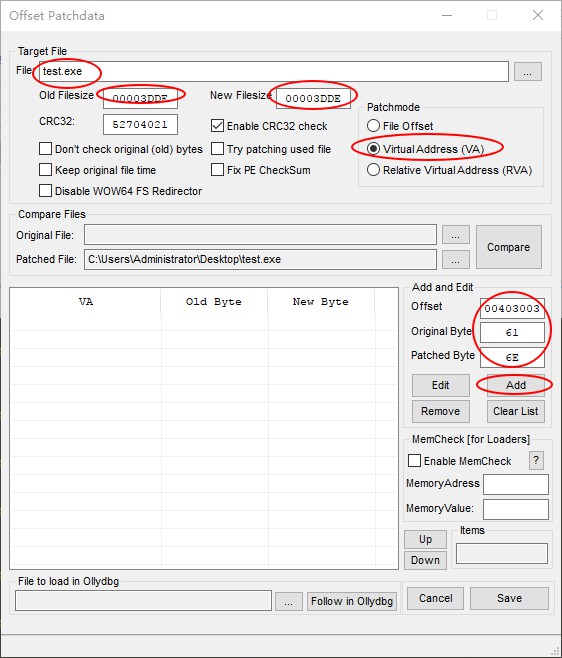 Offset Patchdata
Target File
File: test.exe ...
Old Filesize 00003DDE New Filesize 00003DDE
CRC32: 52704021 Enable CRC32 check
Don't check original (old) bytes Try patching used file
Keep original file time Fix PE CheckSum
Disable WOW64 FS Redirector
Patchmode
File Offset
Virtual Address (VA)
Relative Virtual Address (RVA)
Compare Files
Original File: ...
Patched File: C:\Users\Administrator\Desktop\test.exe ...
Compare
VA Old Byte New Byte
Add and Edit
Offset 00403003
Original Byte 61
Patched Byte 6E
Edit Add
Remove Clear List
MemCheck [for Loaders]
Enable MemCheck ?
MemoryAdress
MemoryValue:
Up Items
Down
File to load in Ollydbg
... Follow in Ollydbg Cancel Save